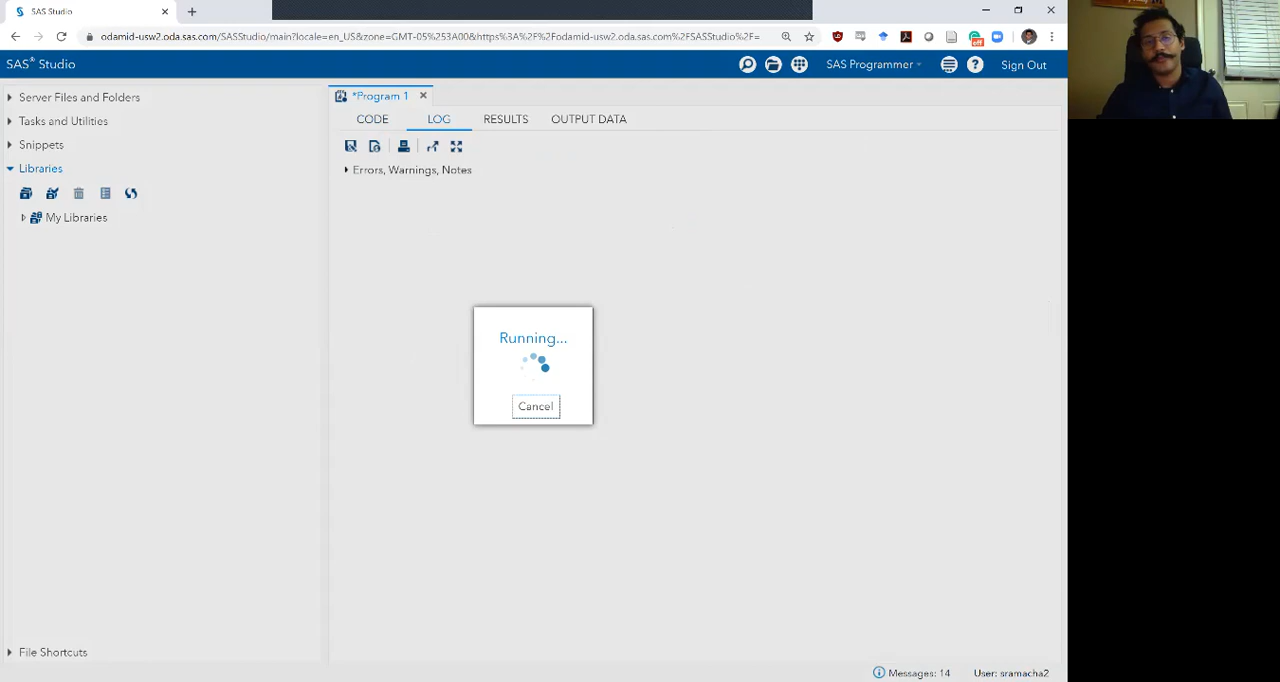 SAS Studio
odamid-usw2.oda.sas.com/SASStudio/main?locale=en_US&zone=GMT-05%253A00&https%3A%2F%2Fodamid-usw2.oda.sas.com%2FSASStudio%2F=
SAS® Studio
SAS Programmer
Sign Out
Server Files and Folders
Tasks and Utilities
Snippets
Libraries
My Libraries
File Shortcuts
*Program 1
CODE LOG RESULTS OUTPUT DATA
Errors, Warnings, Notes
Running...
Cancel
Messages: 14
User: sramacha2